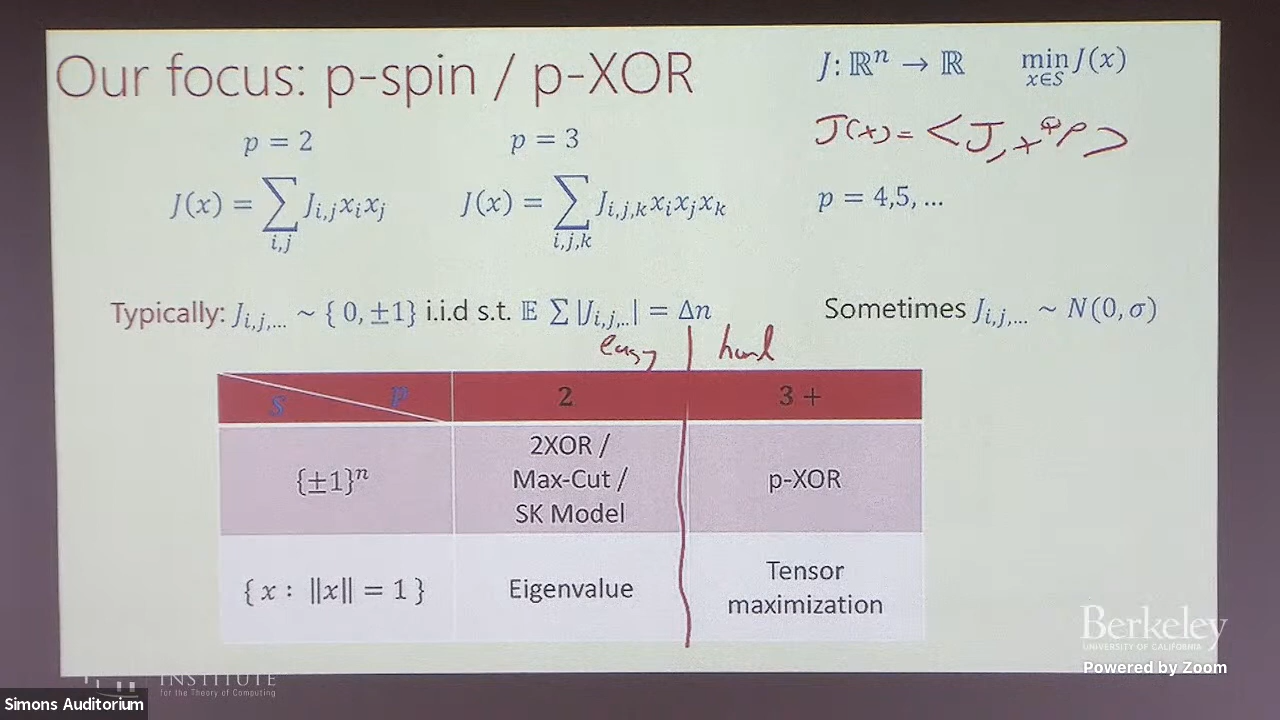 Our focus: p-spin / p-XOR
J: ℝⁿ → ℝ min J(x)
x∈S
J(x) = <J, x^⊗p>
p = 2 p = 3
J(x) = ∑ J_{i,j} x_i x_j J(x) = ∑ J_{i,j,k} x_i x_j x_k p = 4,5, …
i,j i,j,k
Typically: J_{i,j,…} ~ { 0, ±1} i.i.d s.t. 𝔼 ∑ |J_{i,j,..}| = Δn Sometimes J_{i,j,…} ~ N(0, σ)
easy | hard
S p 2 3 +
{±1}ⁿ 2XOR / Max-Cut / SK Model p-XOR
{ x : ‖x‖ = 1 } Eigenvalue Tensor maximization
Berkeley
UNIVERSITY OF CALIFORNIA
Powered by Zoom
INSTITUTE
for the Theory of Computing
Simons Auditorium